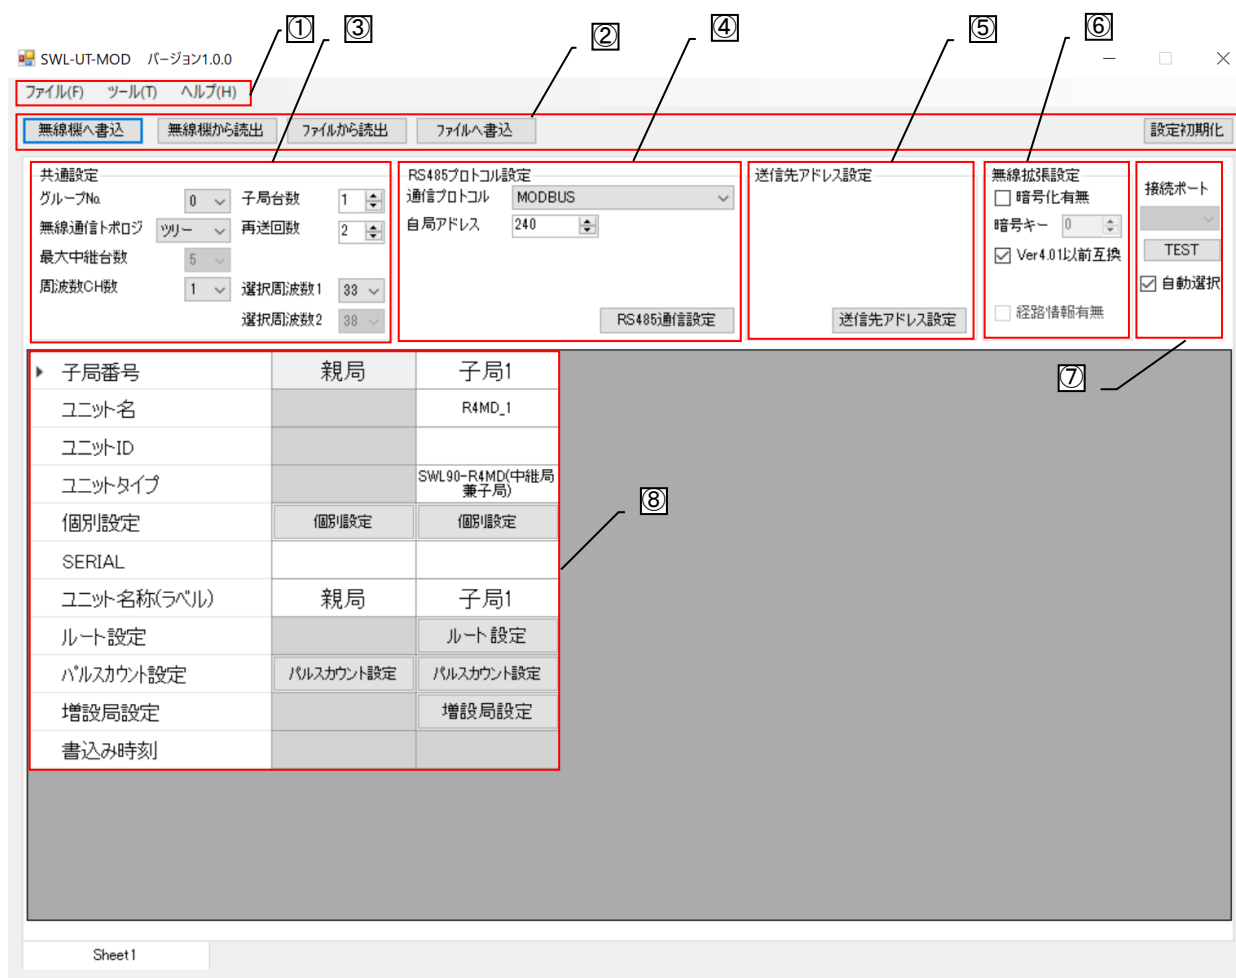 ① ③ ② ④ ⑤ ⑥
SWL-UT-MOD バージョン1.0.0
ファイル(F) ツール(T) ヘルプ(H)
無線機へ書込 無線機から読出 ファイルから読出 ファイルへ書込 設定初期化
共通設定
グループNo. 0 子局台数 1
無線通信トポロジ ツリー 再送回数 2
最大中継台数 5
周波数CH数 1 選択周波数1 33
選択周波数2 38
RS485プロトコル設定
通信プロトコル MODBUS
自局アドレス 240
RS485通信設定
送信先アドレス設定
送信先アドレス設定
無線拡張設定
暗号化有無
暗号キー 0
Ver4.01以前互換
経路情報有無
接続ポート
TEST
自動選択
⑦
子局番号 親局 子局1
ユニット名 R4MD_1
ユニットID
ユニットタイプ SWL90-R4MD(中継局
兼子局)
個別設定 個別設定 個別設定
⑧
SERIAL
ユニット名称(ラベル) 親局 子局1
ルート設定 ルート設定
パルスカウント設定 パルスカウント設定 パルスカウント設定
増設局設定 増設局設定
書込み時刻
Sheet1